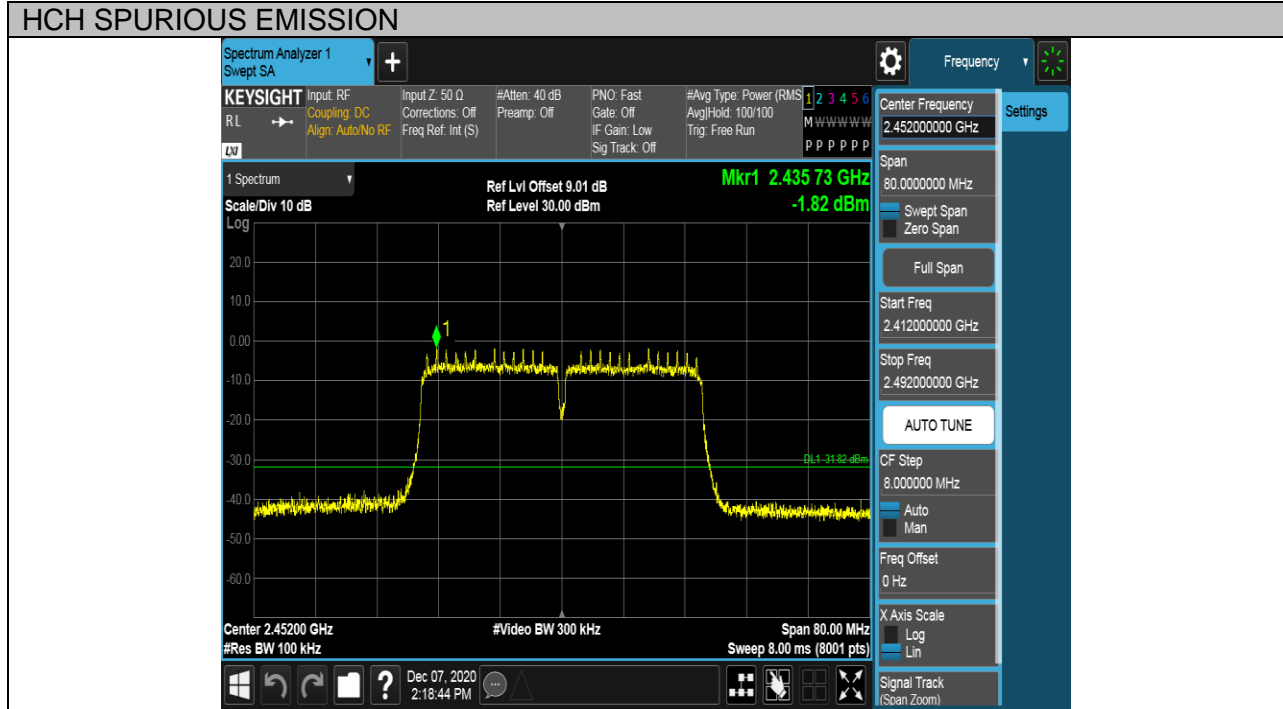 HCH SPURIOUS EMISSION
Spectrum Analyzer 1
Swept SA
+
Frequency
KEYSIGHT
RL
LXI
Input: RF
Coupling: DC
Align: Auto/No RF
Input Z: 50 Ω
Corrections: Off
Freq Ref: Int (S)
#Atten: 40 dB
Preamp: Off
PNO: Fast
Gate: Off
IF Gain: Low
Sig Track: Off
#Avg Type: Power (RMS
Avg|Hold: 100/100
Trig: Free Run
1 2 3 4 5 6
M W W W W W
P P P P P P
1 Spectrum
Scale/Div 10 dB
Ref Lvl Offset 9.01 dB
Ref Level 30.00 dBm
Mkr1 2.435 73 GHz
-1.82 dBm
Log
20.0
10.0
0.00
-10.0
-20.0
-30.0
-40.0
-50.0
-60.0
1
DL1 -31.82 dBm
Center 2.45200 GHz
#Res BW 100 kHz
#Video BW 300 kHz
Span 80.00 MHz
Sweep 8.00 ms (8001 pts)
?
Dec 07, 2020
2:18:44 PM
Center Frequency
2.452000000 GHz
Settings
Span
80.0000000 MHz
Swept Span
Zero Span
Full Span
Start Freq
2.412000000 GHz
Stop Freq
2.492000000 GHz
AUTO TUNE
CF Step
8.000000 MHz
Auto
Man
Freq Offset
0 Hz
X Axis Scale
Log
Lin
Signal Track
(Span Zoom)